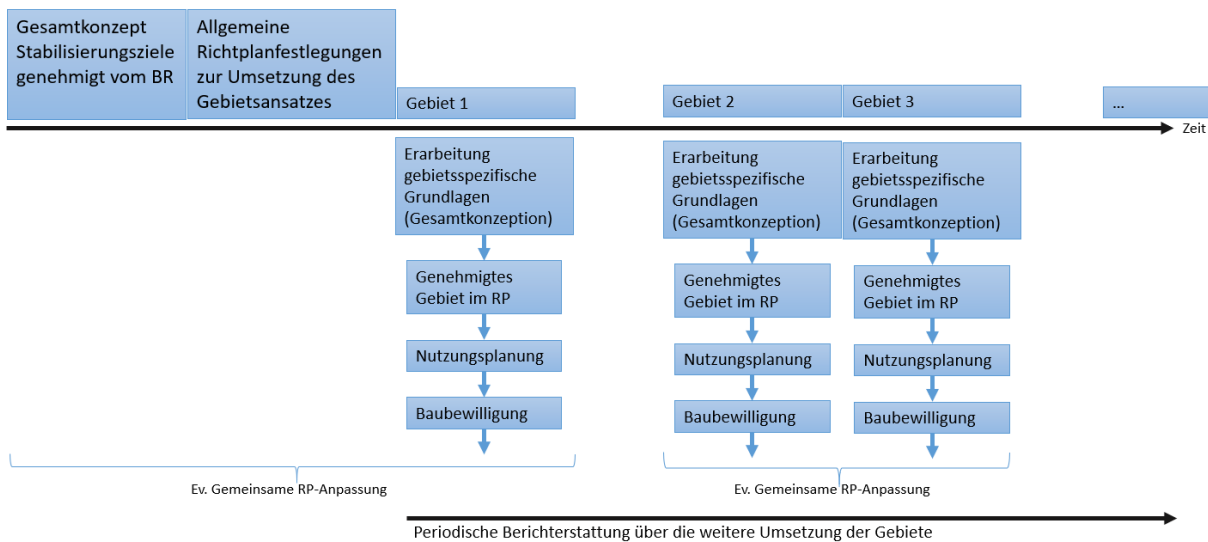 Gesamtkonzept
Stabilisierungsziele
genehmigt vom BR
Allgemeine
Richtplanfestlegungen
zur Umsetzung des
Gebietsansatzes
Gebiet 1
Gebiet 2
Gebiet 3
...
Zeit
Erarbeitung
gebietsspezifische
Grundlagen
(Gesamtkonzeption)
Genehmigtes
Gebiet im RP
Nutzungsplanung
Baubewilligung
Erarbeitung
gebietsspezifische
Grundlagen
(Gesamtkonzeption)
Genehmigtes
Gebiet im RP
Nutzungsplanung
Baubewilligung
Erarbeitung
gebietsspezifische
Grundlagen
(Gesamtkonzeption)
Genehmigtes
Gebiet im RP
Nutzungsplanung
Baubewilligung
Ev. Gemeinsame RP-Anpassung
Ev. Gemeinsame RP-Anpassung
Periodische Berichterstattung über die weitere Umsetzung der Gebiete